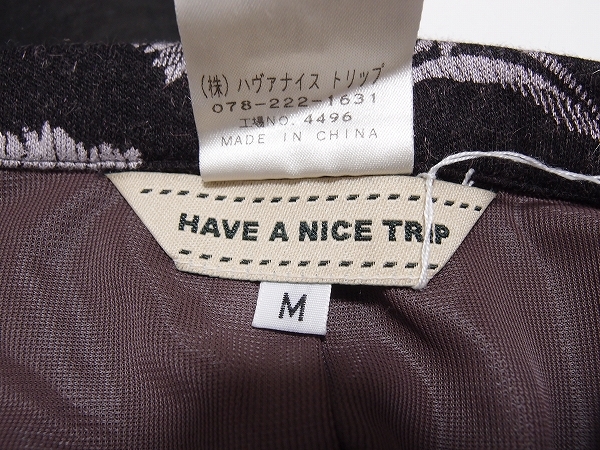 (株) ハヴァナイス トリップ
078-222-1631
工場NO. 4496
MADE IN CHINA
HAVE A NICE TRIP
M